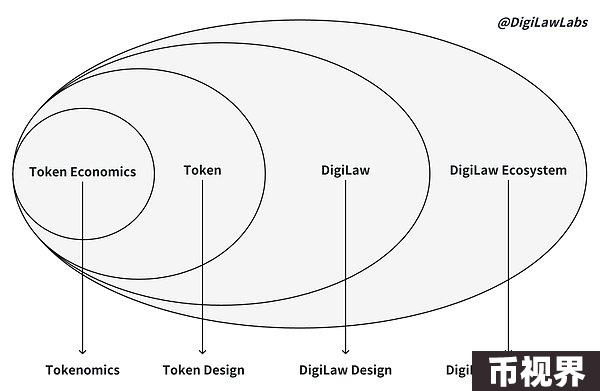 @DigiLawLabs
Token Economics Token DigiLaw DigiLaw Ecosystem
Tokenomics Token Design DigiLaw Design
币视界